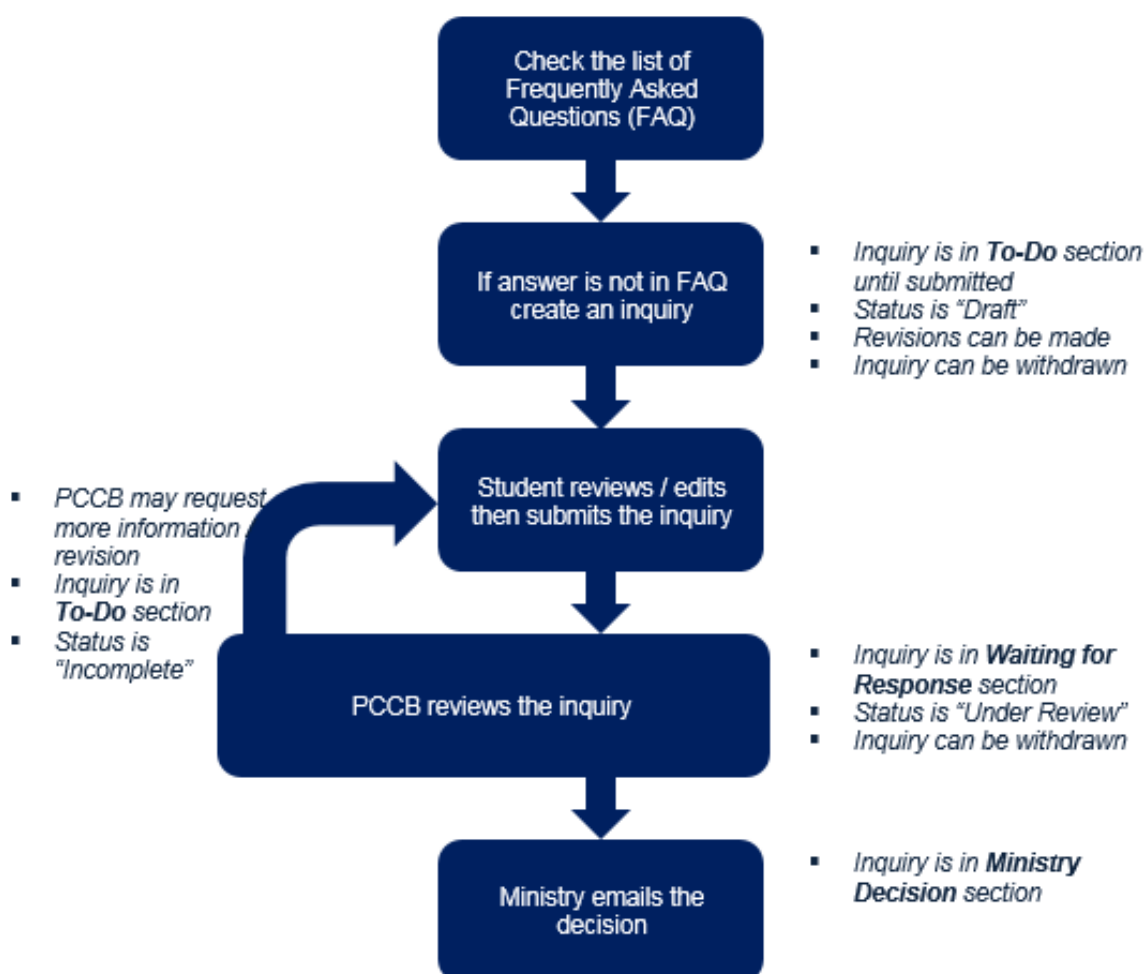 Check the list of
Frequently Asked
Questions (FAQ)
If answer is not in FAQ
create an inquiry
▪ Inquiry is in To-Do section
until submitted
▪ Status is “Draft”
▪ Revisions can be made
▪ Inquiry can be withdrawn
Student reviews / edits
then submits the inquiry
▪ PCCB may request
more information /
revision
▪ Inquiry is in
To-Do section
▪ Status is
“Incomplete”
PCCB reviews the inquiry
▪ Inquiry is in Waiting for
Response section
▪ Status is “Under Review”
▪ Inquiry can be withdrawn
Ministry emails the
decision
▪ Inquiry is in Ministry
Decision section